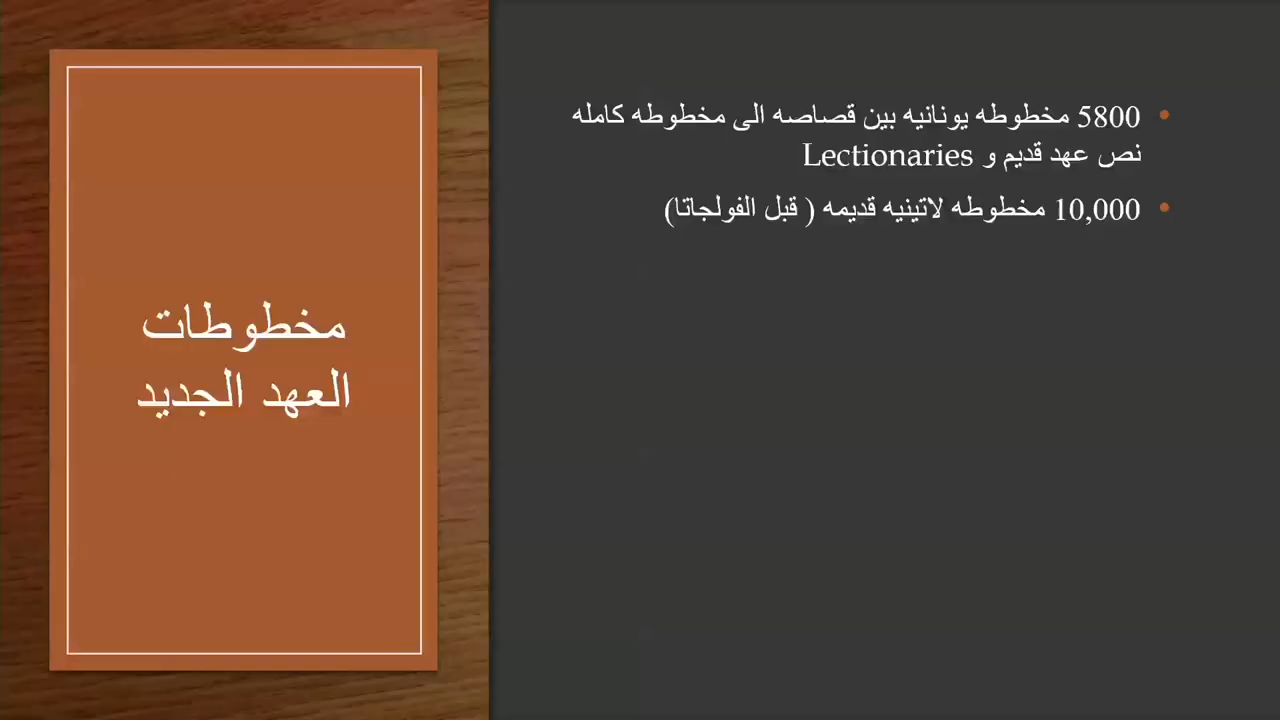 مخطوطات
العهد الجديد
5800 مخطوطه يونانيه بين قصاصه الى مخطوطه كامله
نص عهد قديم و Lectionaries
10,000 مخطوطه لاتينيه قديمه ( قبل الفولجاتا)